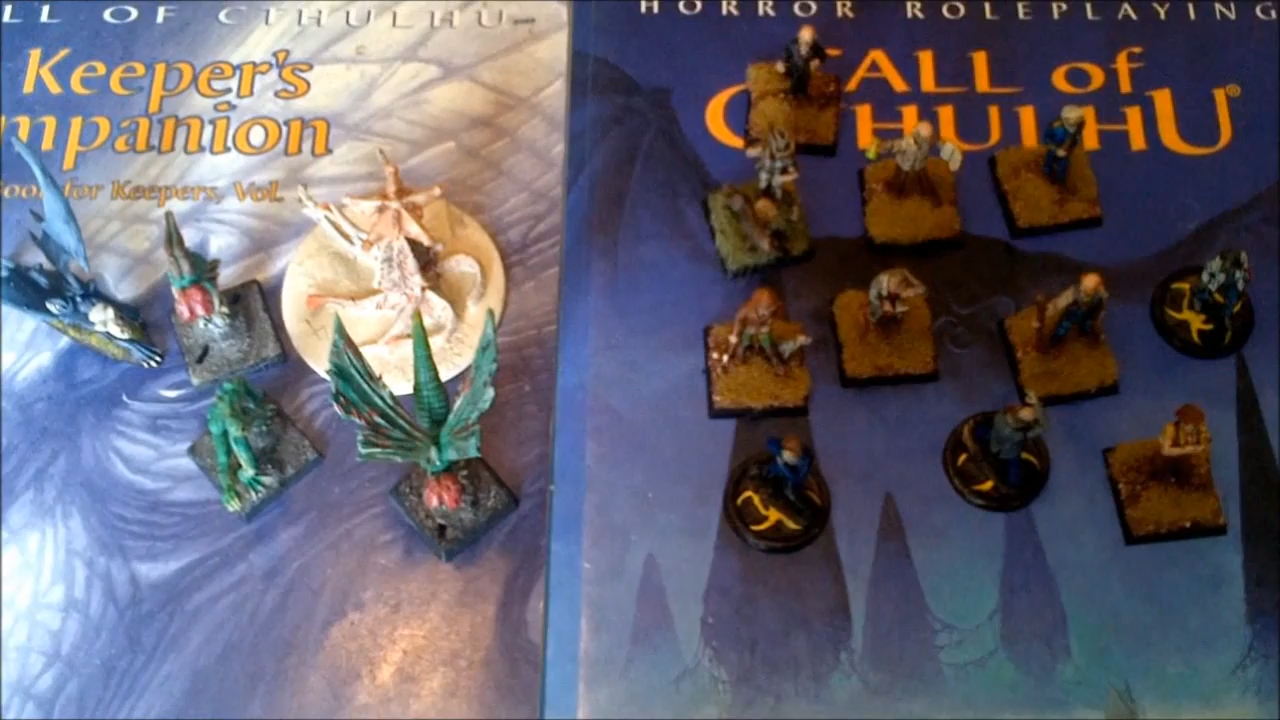 LL OF CTHULHU
Keeper's
mpanion
ook for Keepers, Vol.
HORROR ROLEPLAYING
CALL of
CTHULHU®